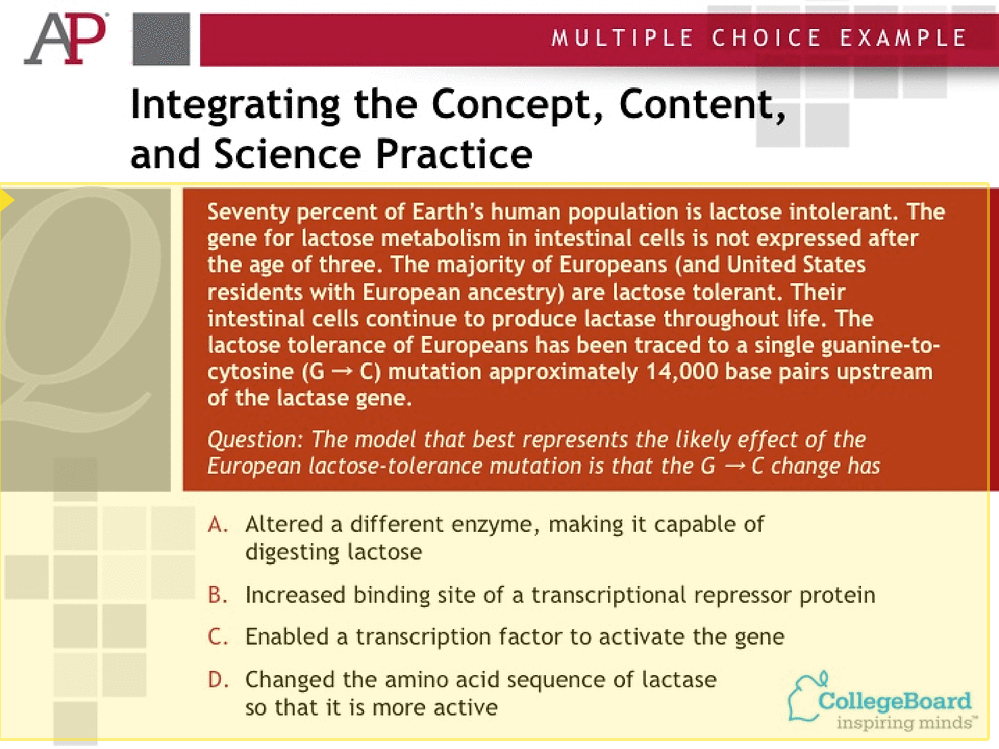 AP®
MULTIPLE CHOICE EXAMPLE
Integrating the Concept, Content,
and Science Practice
Q
Seventy percent of Earth's human population is lactose intolerant. The
gene for lactose metabolism in intestinal cells is not expressed after
the age of three. The majority of Europeans (and United States
residents with European ancestry) are lactose tolerant. Their
intestinal cells continue to produce lactase throughout life. The
lactose tolerance of Europeans has been traced to a single guanine-to-
cytosine (G → C) mutation approximately 14,000 base pairs upstream
of the lactase gene.
Question: The model that best represents the likely effect of the
European lactose-tolerance mutation is that the G → C change has
A. Altered a different enzyme, making it capable of
digesting lactose
B. Increased binding site of a transcriptional repressor protein
C. Enabled a transcription factor to activate the gene
D. Changed the amino acid sequence of lactase
so that it is more active
CollegeBoard
inspiring minds™